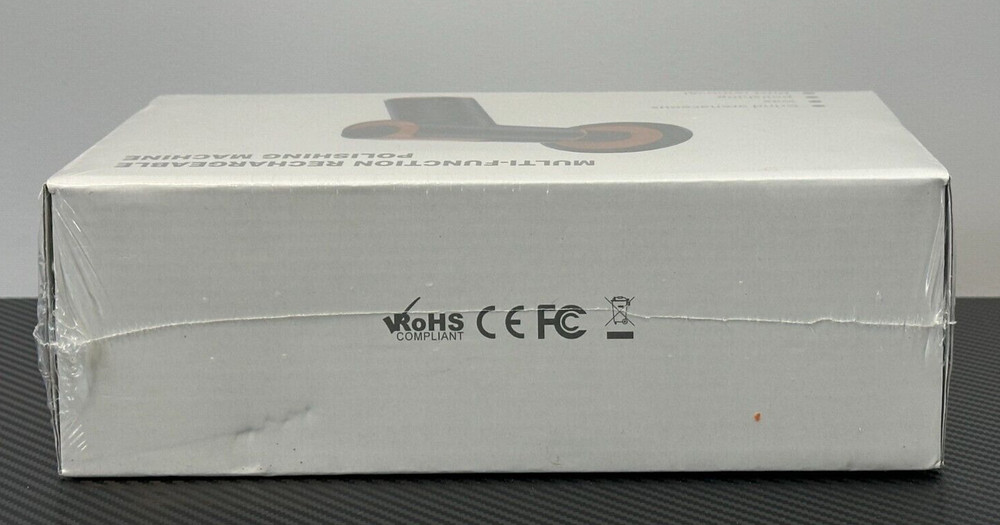 MULTI-FUNCTION RECHARGEABLE
POLISHING MACHINE
RoHS CE FC
COMPLIANT